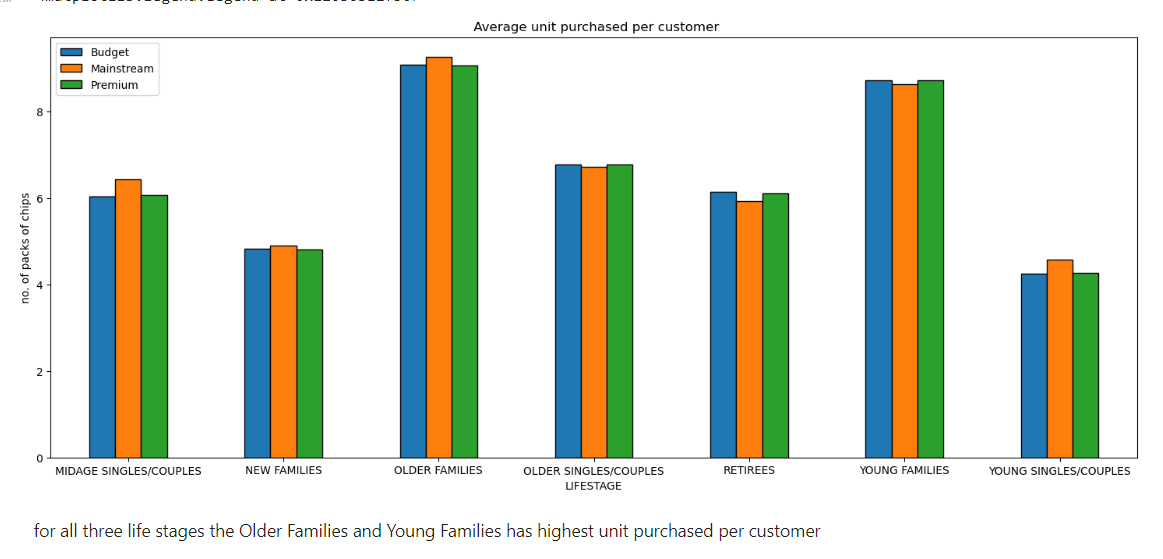 Average unit purchased per customer
Budget
Mainstream
Premium
no. of packs of chips
8
6
4
2
0
MIDAGE SINGLES/COUPLES NEW FAMILIES OLDER FAMILIES OLDER SINGLES/COUPLES RETIREES YOUNG FAMILIES YOUNG SINGLES/COUPLES
LIFESTAGE
for all three life stages the Older Families and Young Families has highest unit purchased per customer